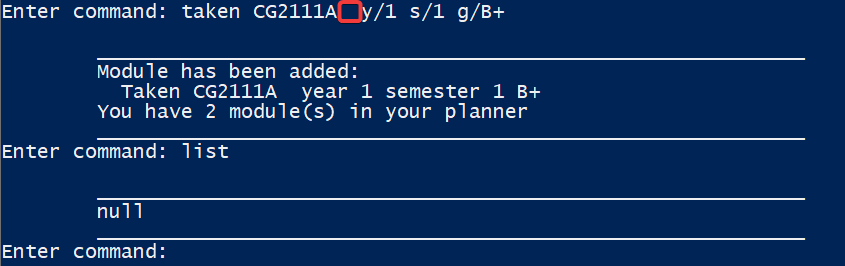 Enter command: taken CG2111A  y/1 s/1 g/B+
Module has been added:
Taken CG2111A  year 1 semester 1 B+
You have 2 module(s) in your planner
Enter command: list
null
Enter command: